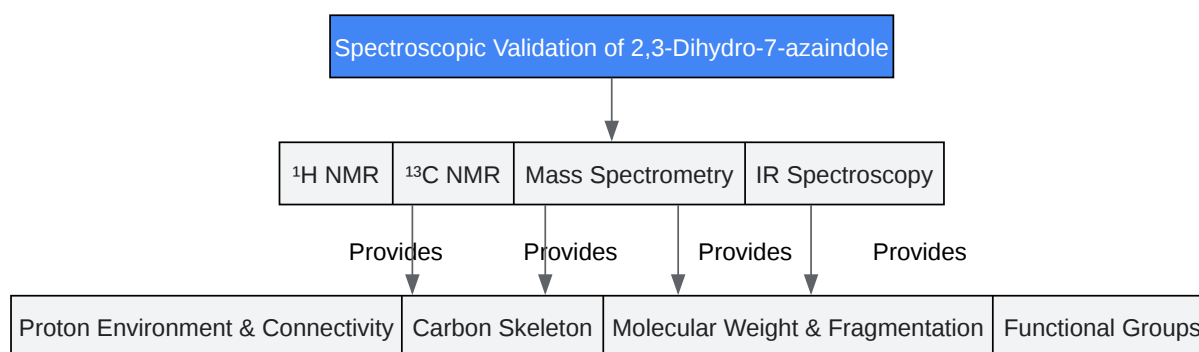 Spectroscopic Validation of 2,3-Dihydro-7-azaindole
¹H NMR ¹³C NMR Mass Spectrometry IR Spectroscopy
Provides Provides Provides Provides
Proton Environment & Connectivity Carbon Skeleton Molecular Weight & Fragmentation Functional Groups